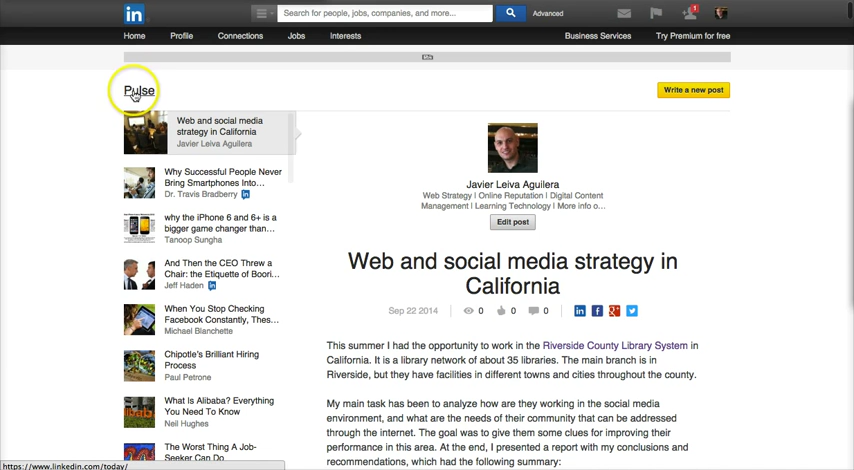 in
Search for people, jobs, companies, and more...
Advanced
1
Home Profile Connections Jobs Interests Business Services Try Premium for free
Pulse
Write a new post
Web and social media
strategy in California
Javier Leiva Aguilera
Why Successful People Never
Bring Smartphones Into...
Dr. Travis Bradberry in
why the iPhone 6 and 6+ is a
bigger game changer than...
Tanoop Sungha
And Then the CEO Threw a
Chair: the Etiquette of Boori...
Jeff Haden in
When You Stop Checking
Facebook Constantly, Thes...
Michael Blanchette
Chipotle's Brilliant Hiring
Process
Paul Petrone
What Is Alibaba? Everything
You Need To Know
Neil Hughes
The Worst Thing A Job-
Seeker Can Do
https://www.linkedin.com/today/
Javier Leiva Aguilera
Web Strategy | Online Reputation | Digital Content
Management | Learning Technology | More info o...
Edit post
Web and social media strategy in
California
Sep 22 2014 0 0 0
This summer I had the opportunity to work in the Riverside County Library System in
California. It is a library network of about 35 libraries. The main branch is in
Riverside, but they have facilities in different towns and cities throughout the county.
My main task has been to analyze how are they working in the social media
environment, and what are the needs of their community that can be addressed
through the internet. The goal was to give them some clues for improving their
performance in this area. At the end, I presented a report with my conclusions and
recommendations, which had the following summary: